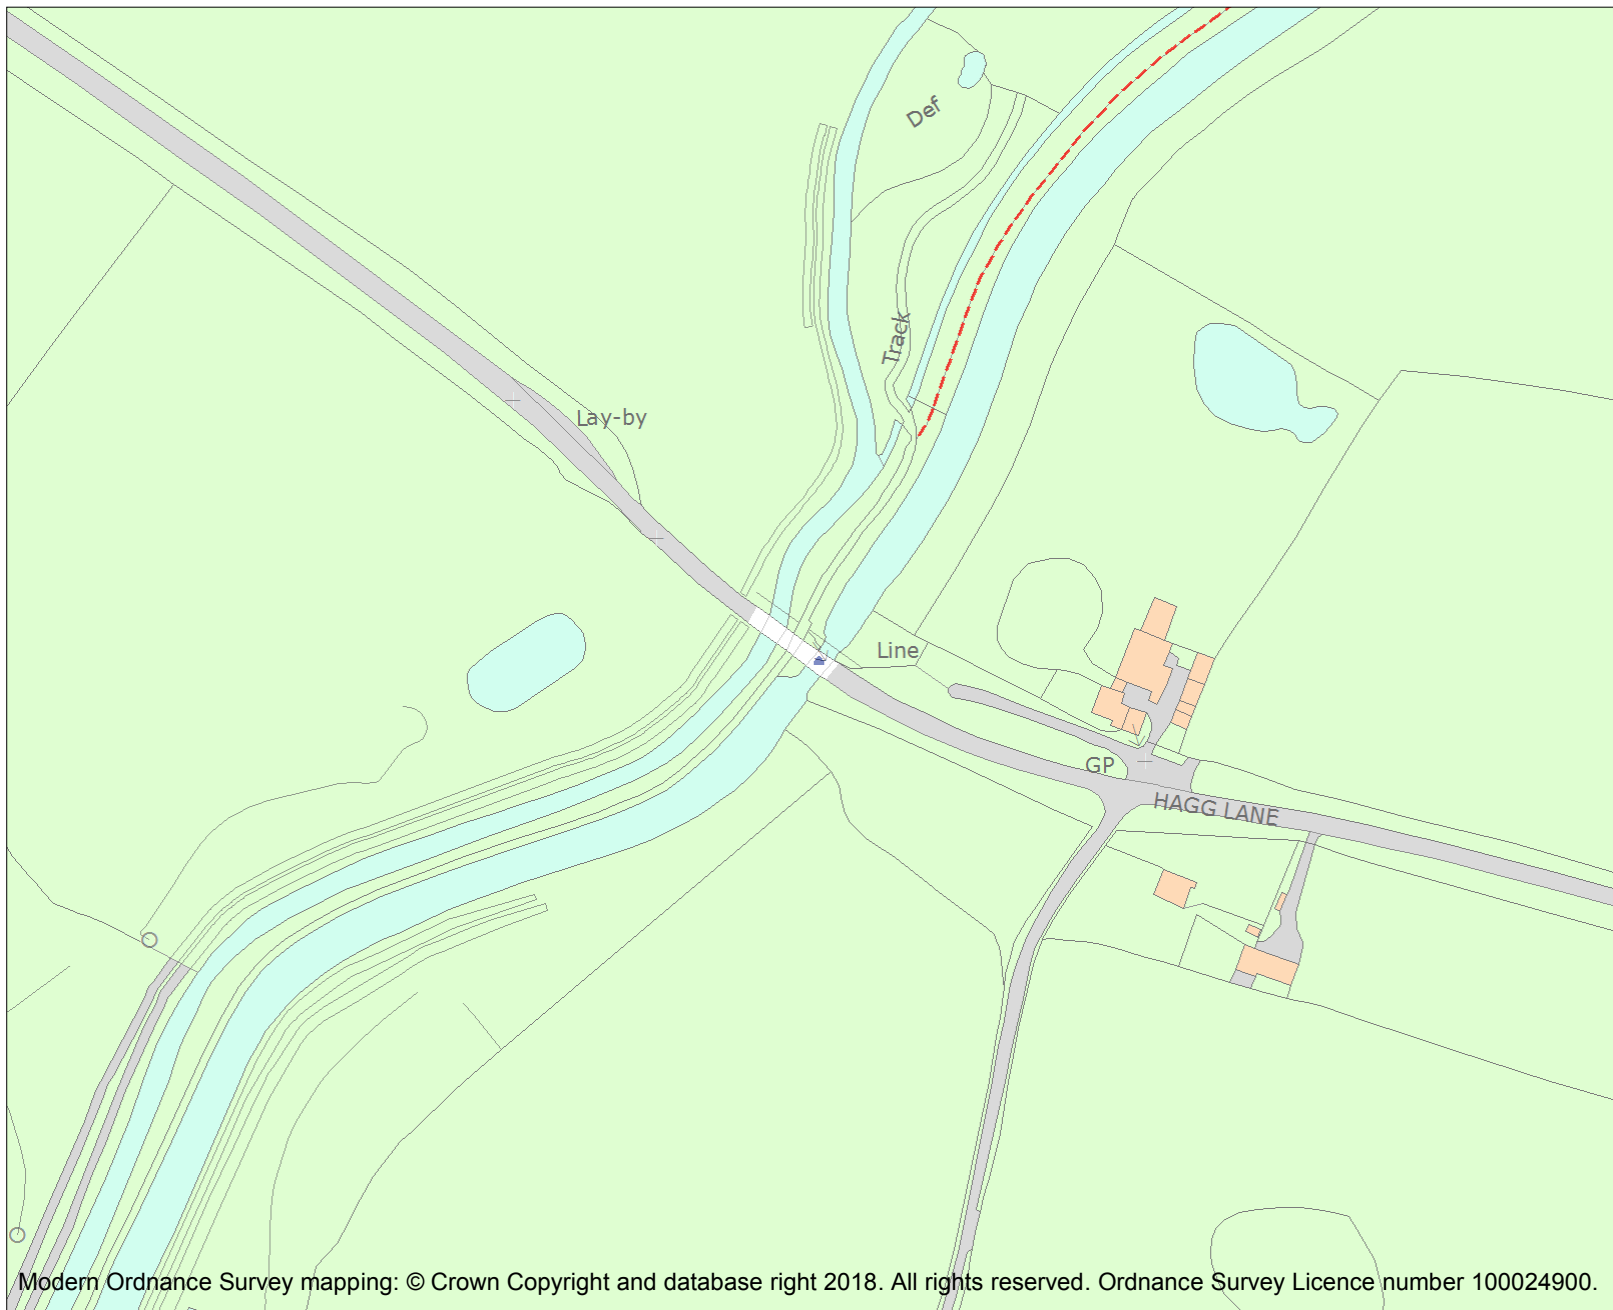 Def
Track
Lay-by
Line
GP
HAGG LANE
Modern Ordnance Survey mapping: © Crown Copyright and database right 2018. All rights reserved. Ordnance Survey Licence number 100024900.